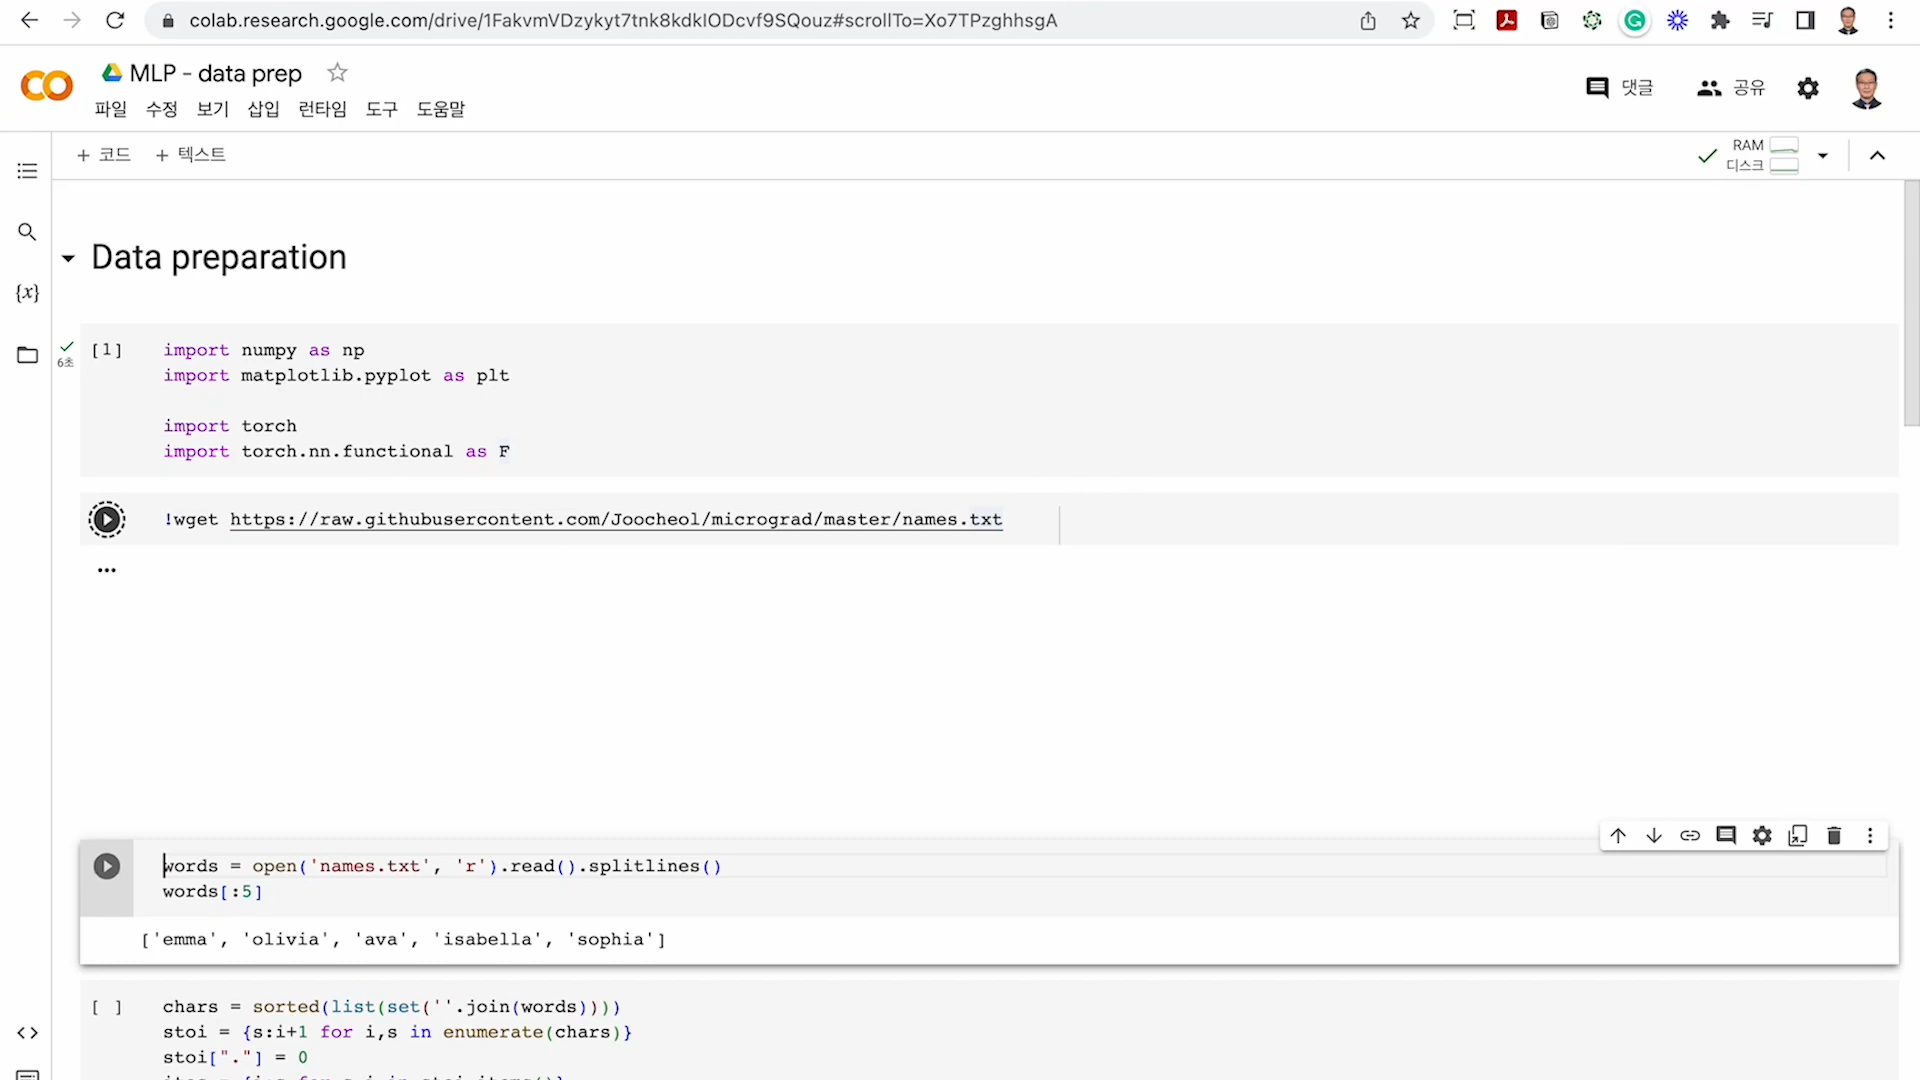 colab.research.google.com/drive/1FakvmVDzykyt7tnk8kdklODcvf9SQouz#scrollTo=Xo7TPzghhsgA
MLP - data prep
파일 수정 보기 삽입 런타임 도구 도움말
댓글 공유
+ 코드 + 텍스트
RAM
디스크
Data preparation
{x}
[1]
6초
import numpy as np
import matplotlib.pyplot as plt
import torch
import torch.nn.functional as F
!wget https://raw.githubusercontent.com/Joocheol/micrograd/master/names.txt
words = open('names.txt', 'r').read().splitlines()
words[:5]
['emma', 'olivia', 'ava', 'isabella', 'sophia']
[ ] chars = sorted(list(set(''.join(words))))
stoi = {s:i+1 for i,s in enumerate(chars)}
stoi["."] = 0